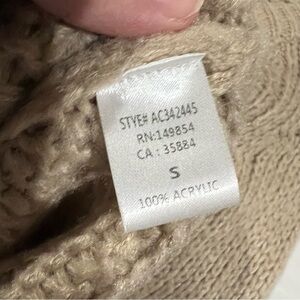 STYE# AC342445
RN:149854
CA: 35884
S
100% ACRYLIC